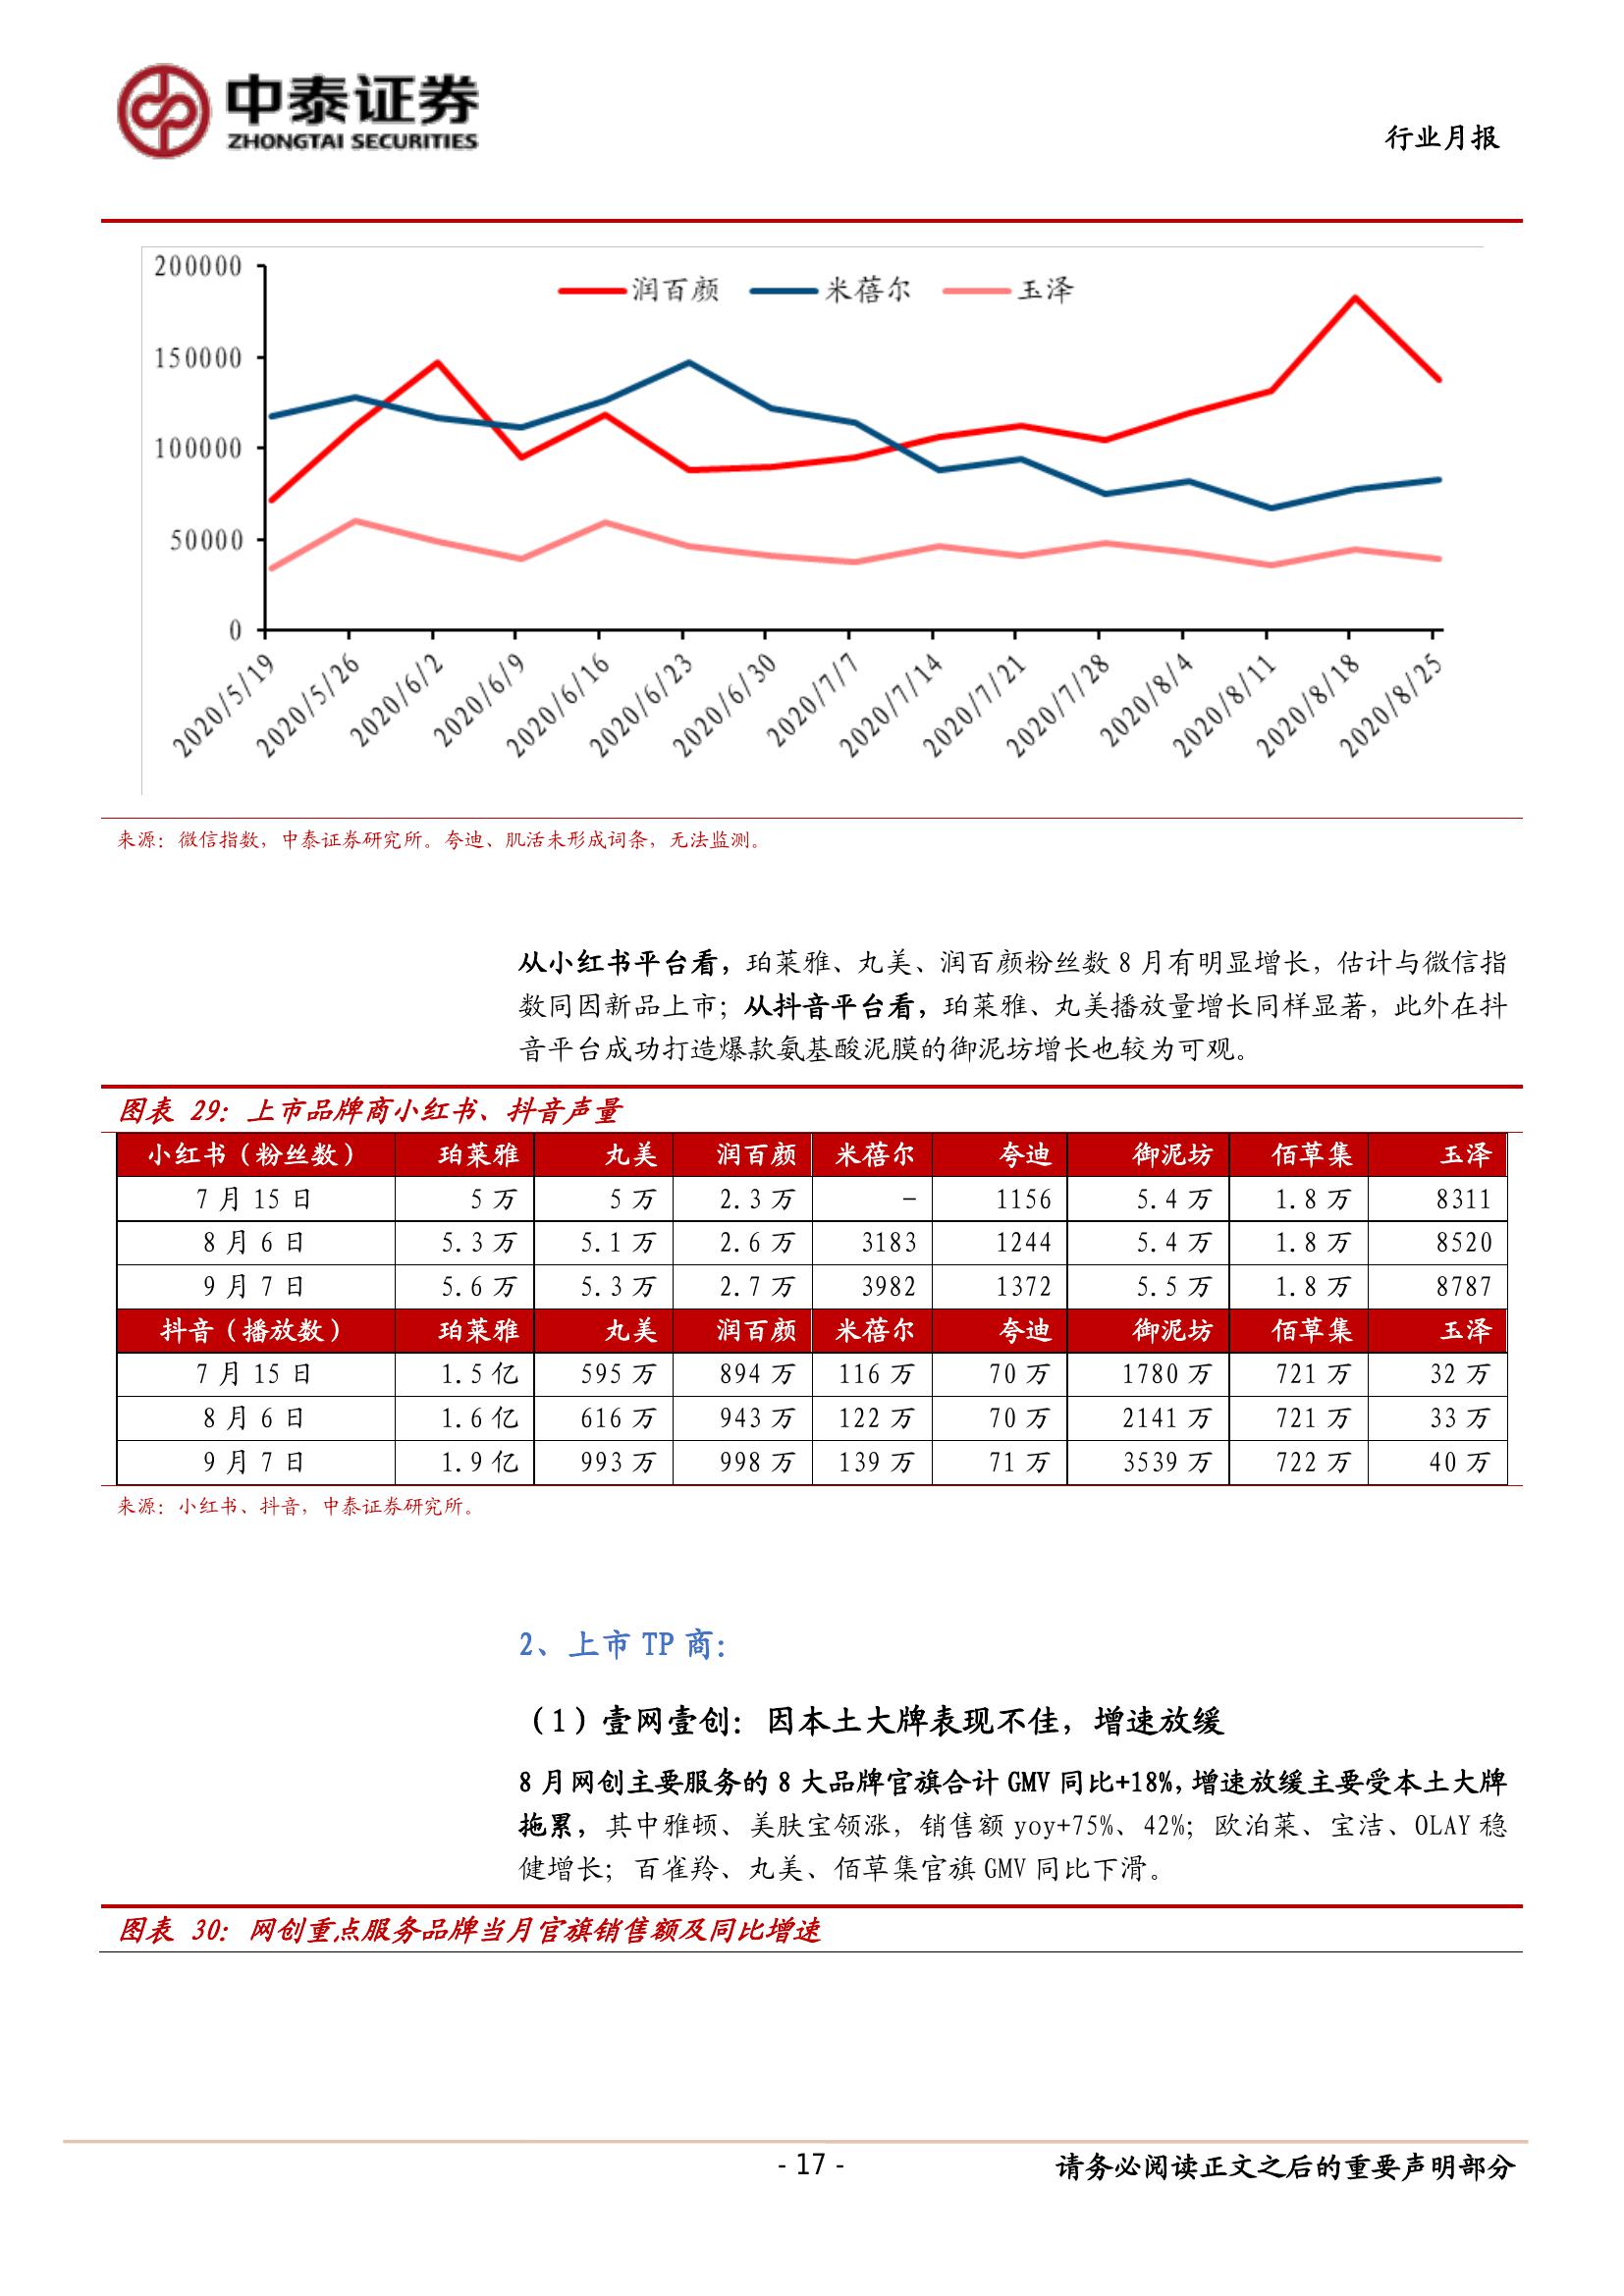 中泰证券
ZHONGTAI SECURITIES
行业月报
润百颜 米蓓尔 玉泽
200000
150000
100000
50000
0
2020/5/19 2020/5/26 2020/6/2 2020/6/9 2020/6/16 2020/6/23 2020/6/30 2020/7/7 2020/7/14 2020/7/21 2020/7/28 2020/8/4 2020/8/11 2020/8/18 2020/8/25
来源：微信指数，中泰证券研究所。夸迪、肌活未形成词条，无法监测。
从小红书平台看，珀莱雅、丸美、润百颜粉丝数 8 月有明显增长，估计与微信指
数同因新品上市；从抖音平台看，珀莱雅、丸美播放量增长同样显著，此外在抖
音平台成功打造爆款氨基酸泥膜的御泥坊增长也较为可观。
图表 29：上市品牌商小红书、抖音声量
小红书（粉丝数） 珀莱雅 丸美 润百颜 米蓓尔 夸迪 御泥坊 佰草集 玉泽
7 月 15 日 5 万 5 万 2.3 万 – 1156 5.4 万 1.8 万 8311
8 月 6 日 5.3 万 5.1 万 2.6 万 3183 1244 5.4 万 1.8 万 8520
9 月 7 日 5.6 万 5.3 万 2.7 万 3982 1372 5.5 万 1.8 万 8787
抖音（播放数） 珀莱雅 丸美 润百颜 米蓓尔 夸迪 御泥坊 佰草集 玉泽
7 月 15 日 1.5 亿 595 万 894 万 116 万 70 万 1780 万 721 万 32 万
8 月 6 日 1.6 亿 616 万 943 万 122 万 70 万 2141 万 721 万 33 万
9 月 7 日 1.9 亿 993 万 998 万 139 万 71 万 3539 万 722 万 40 万
来源：小红书、抖音，中泰证券研究所。
2、上市 TP 商：
（1）壹网壹创：因本土大牌表现不佳，增速放缓
8 月网创主要服务的 8 大品牌官旗合计 GMV 同比+18%，增速放缓主要受本土大牌
拖累，其中雅顿、美肤宝领涨，销售额 yoy+75%、42%；欧泊莱、宝洁、OLAY 稳
健增长；百雀羚、丸美、佰草集官旗 GMV 同比下滑。
图表 30：网创重点服务品牌当月官旗销售额及同比增速
- 17 -
请务必阅读正文之后的重要声明部分